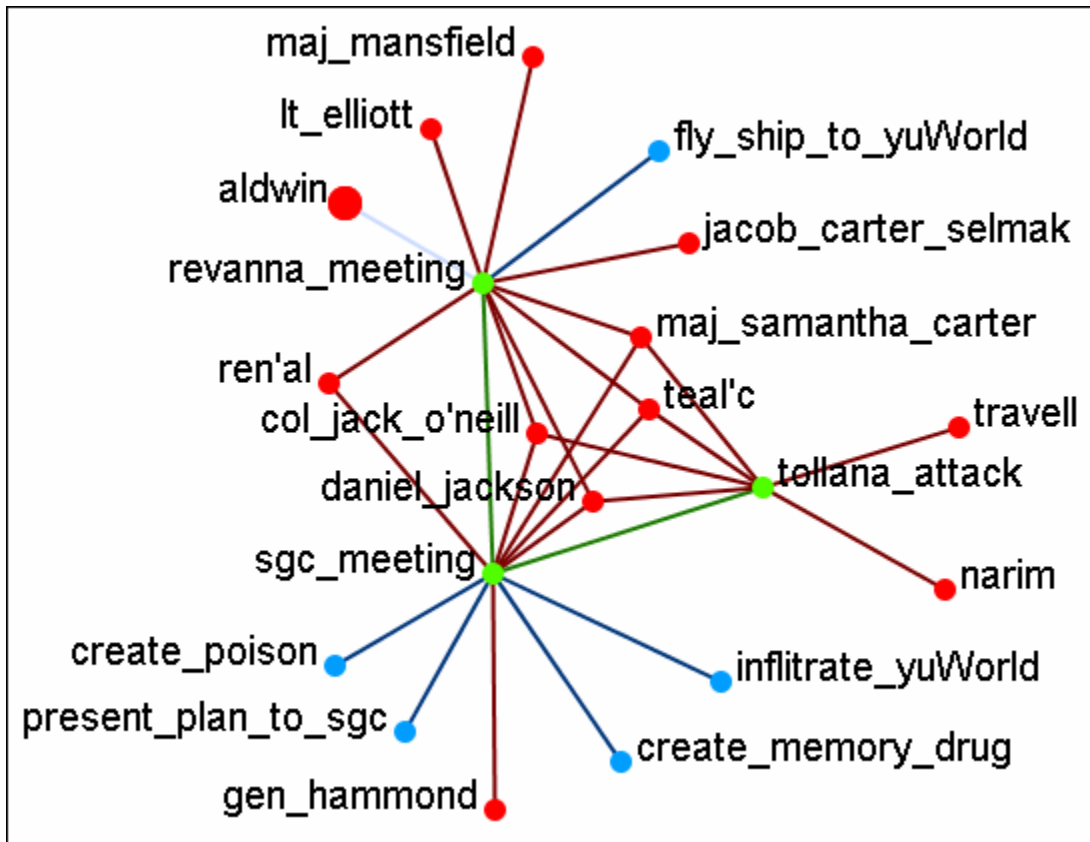 maj_mansfield
lt_elliott
fly_ship_to_yuWorld
aldwin
jacob_carter_selmak
revanna_meeting
maj_samantha_carter
ren'al
teal'c
col_jack_o'neill
travell
tollana_attack
daniel_jackson
sgc_meeting
narim
create_poison
inflitrate_yuWorld
present_plan_to_sgc
create_memory_drug
gen_hammond